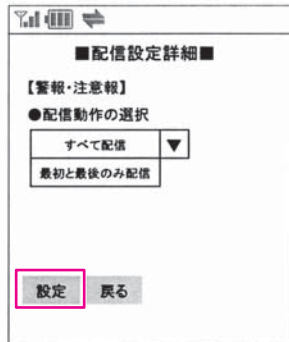 ■配信設定詳細■
【警報・注意報】
●配信動作の選択
すべて配信 ▼
最初と最後のみ配信
設定 戻る